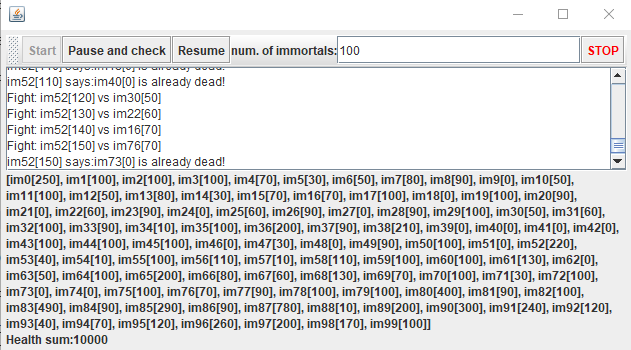 Start Pause and check Resume num. of immortals: 100 STOP
im52[110] says:im40[0] is already dead!
Fight: im52[120] vs im30[50]
Fight: im52[130] vs im22[60]
Fight: im52[140] vs im16[70]
Fight: im52[150] vs im76[70]
im52[150] says:im73[0] is already dead!
[im0[250], im1[100], im2[100], im3[100], im4[70], im5[30], im6[50], im7[80], im8[90], im9[0], im10[50],
im11[100], im12[50], im13[80], im14[30], im15[70], im16[70], im17[100], im18[0], im19[100], im20[90],
im21[0], im22[60], im23[90], im24[0], im25[60], im26[90], im27[0], im28[90], im29[100], im30[50], im31[60],
im32[100], im33[90], im34[10], im35[100], im36[200], im37[90], im38[210], im39[0], im40[0], im41[0], im42[0],
im43[100], im44[100], im45[100], im46[0], im47[30], im48[0], im49[90], im50[100], im51[0], im52[220],
im53[40], im54[10], im55[100], im56[110], im57[10], im58[110], im59[100], im60[100], im61[130], im62[0],
im63[50], im64[100], im65[200], im66[80], im67[60], im68[130], im69[70], im70[100], im71[30], im72[100],
im73[0], im74[0], im75[100], im76[70], im77[90], im78[100], im79[100], im80[400], im81[90], im82[100],
im83[490], im84[90], im85[290], im86[90], im87[780], im88[10], im89[200], im90[300], im91[240], im92[120],
im93[40], im94[70], im95[120], im96[260], im97[200], im98[170], im99[100]]
Health sum:10000